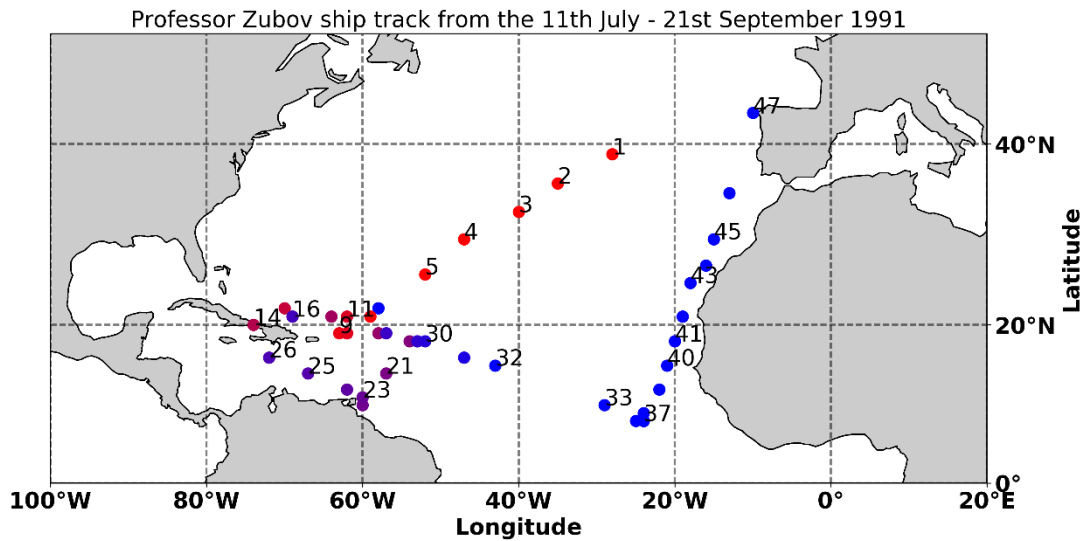 Professor Zubov ship track from the 11th July - 21st September 1991
47
1
40°N
2
3
4
45
5
43
16
11
14
9
20°N
41
30
26
40
32
25
21
23
33
37
0°
100°W
80°W
60°W
40°W
20°W
0°
20°E
Longitude
Latitude